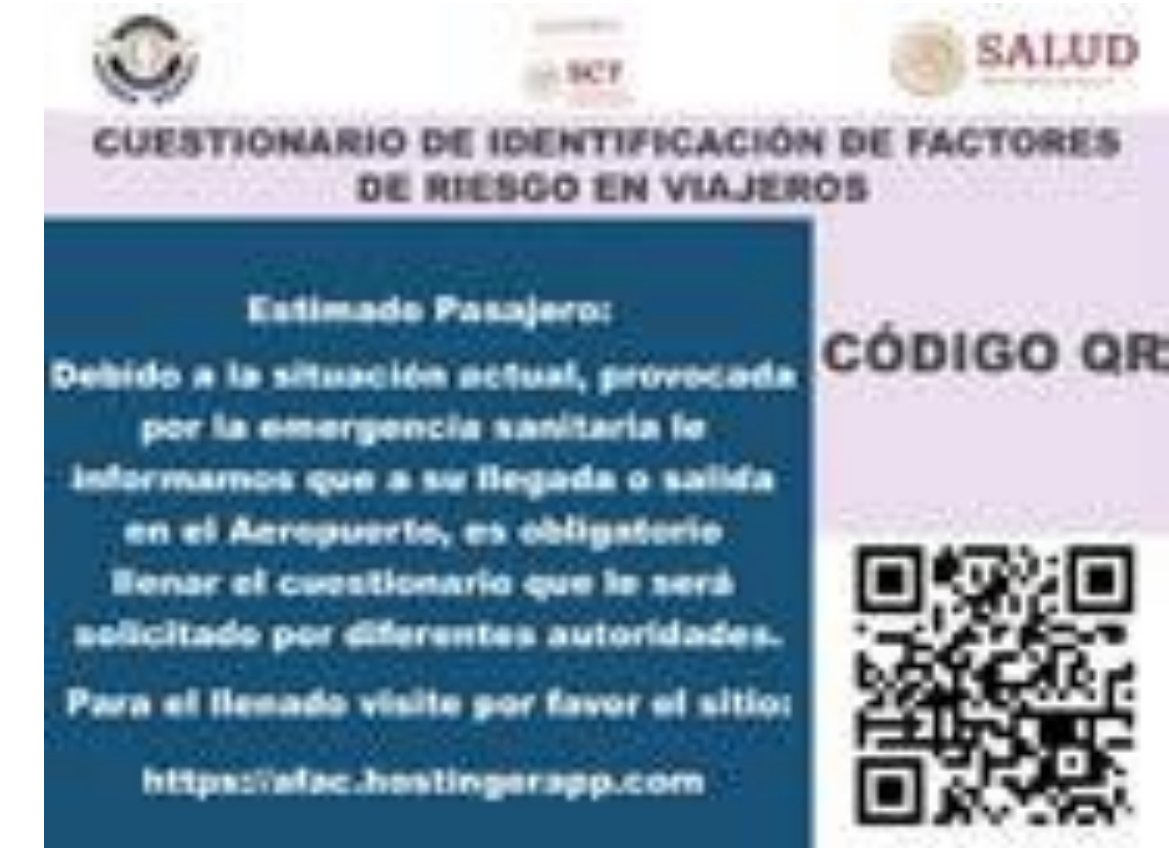 SCT
SALUD
CUESTIONARIO DE IDENTIFICACIÓN DE FACTORES
DE RIESGO EN VIAJEROS
Estimado Pasajero:
Debido a la situación actual, provocada
por la emergencia sanitaria le
informamos que a su llegada o salida
en el Aeropuerto, es obligatorio
llenar el cuestionario que le será
solicitado por diferentes autoridades.
Para el llenado visite por favor el sitio:
https://afac.hostingerapp.com
CÓDIGO QR